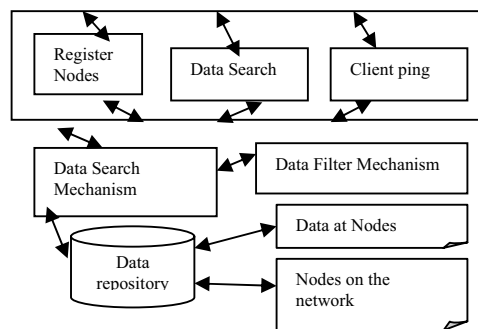 Register
Nodes
Data Search
Client ping
Data Search
Mechanism
Data Filter Mechanism
Data at Nodes
Data
repository
Nodes on the
network